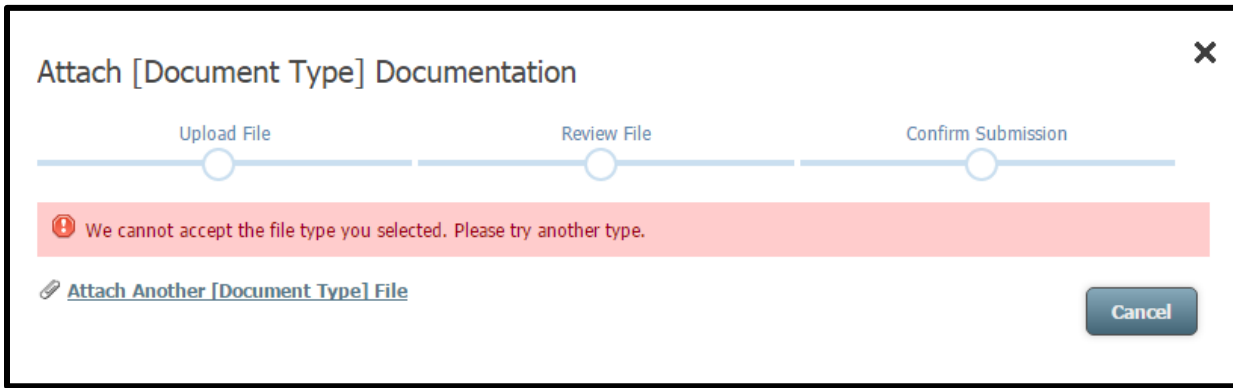 Attach [Document Type] Documentation
Upload File
Review File
Confirm Submission
We cannot accept the file type you selected. Please try another type.
Attach Another [Document Type] File
Cancel